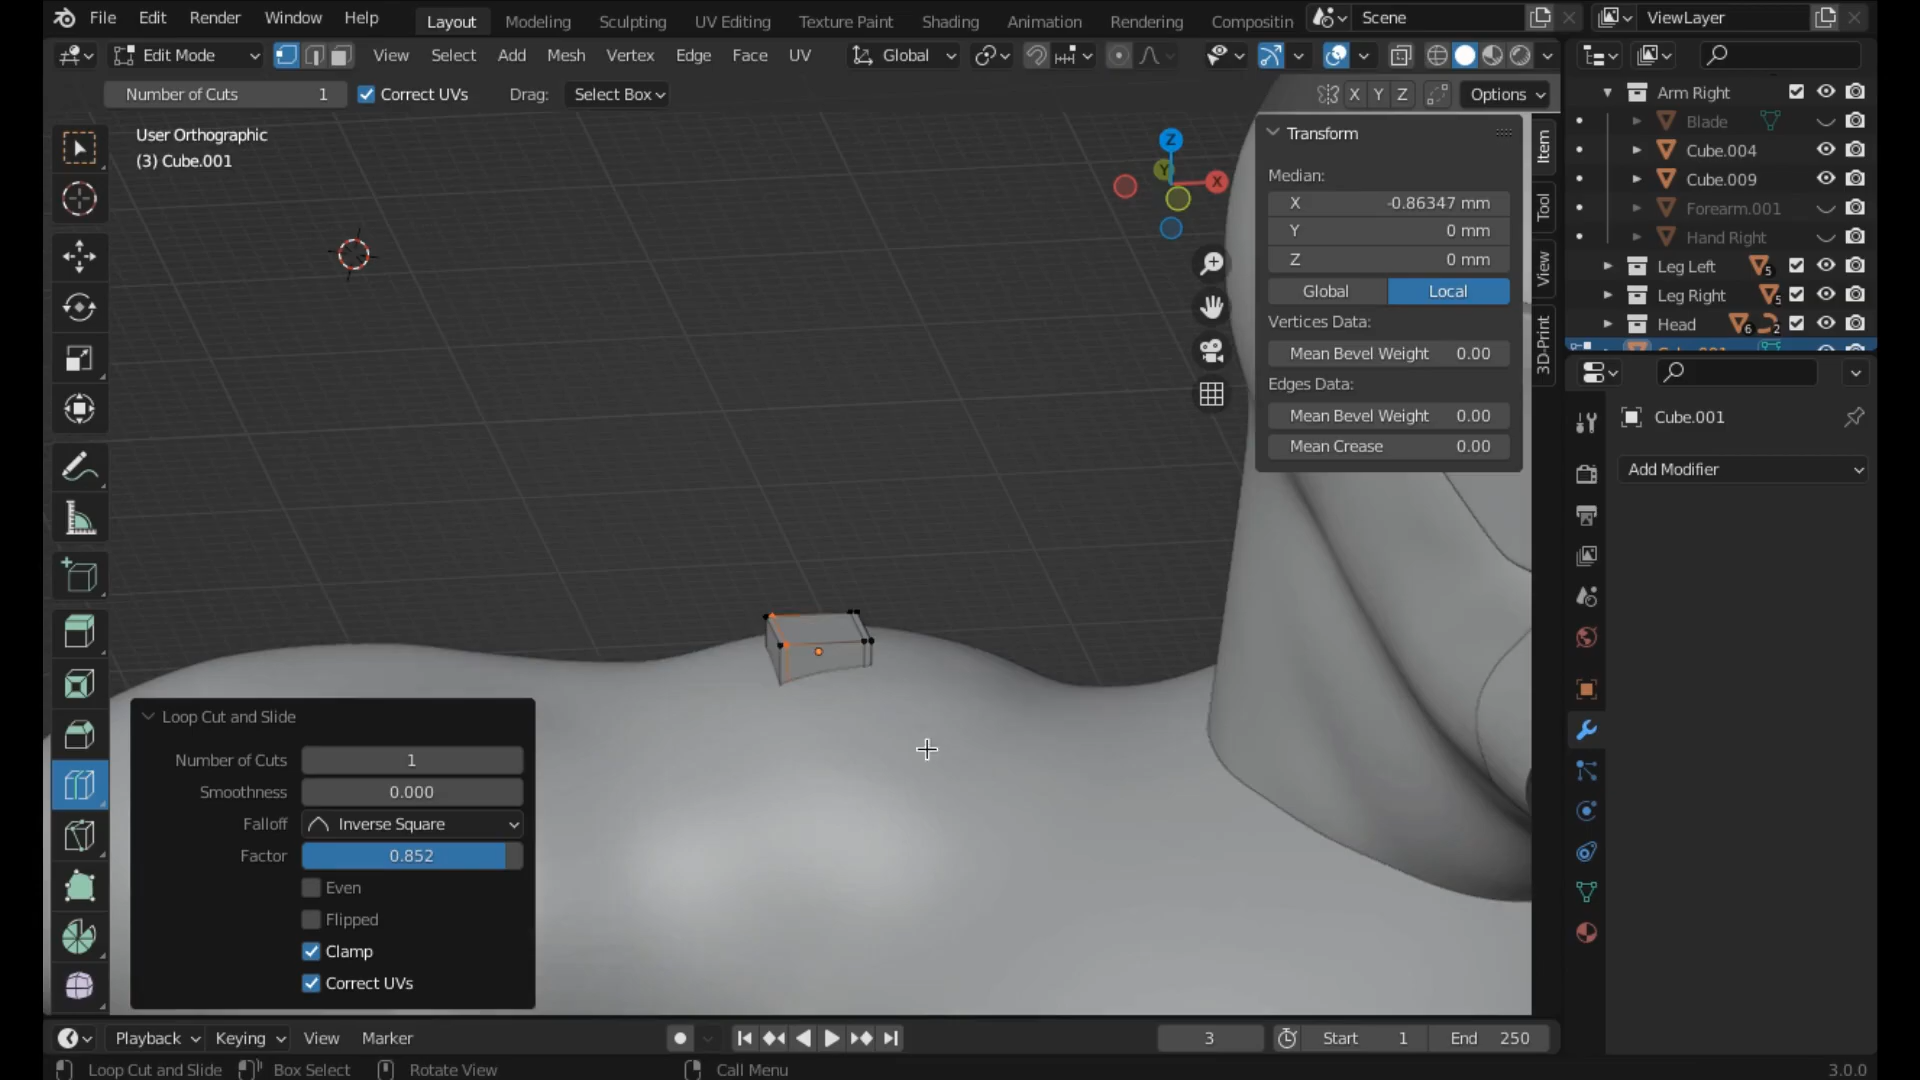 File Edit Render Window Help Layout Modeling Sculpting UV Editing Texture Paint Shading Animation Rendering Compositin Scene ViewLayer
Edit Mode View Select Add Mesh Vertex Edge Face UV Global
Number of Cuts 1 Correct UVs Drag: Select Box X Y Z Options
User Orthographic
(3) Cube.001
Z
Y
X
Transform
Median:
X -0.86347 mm
Y 0 mm
Z 0 mm
Global Local
Vertices Data:
Mean Bevel Weight 0.00
Edges Data:
Mean Bevel Weight 0.00
Mean Crease 0.00
Item
Tool
View
3D-Print
Arm Right
Blade
Cube.004
Cube.009
Forearm.001
Hand Right
Leg Left 5
Leg Right 5
Head 6 2
Cube.001
Add Modifier
Loop Cut and Slide
Number of Cuts 1
Smoothness 0.000
Falloff Inverse Square
Factor 0.852
Even
Flipped
Clamp
Correct UVs
Playback Keying View Marker 3 Start 1 End 250
Loop Cut and Slide Box Select Rotate View Call Menu 3.0.0